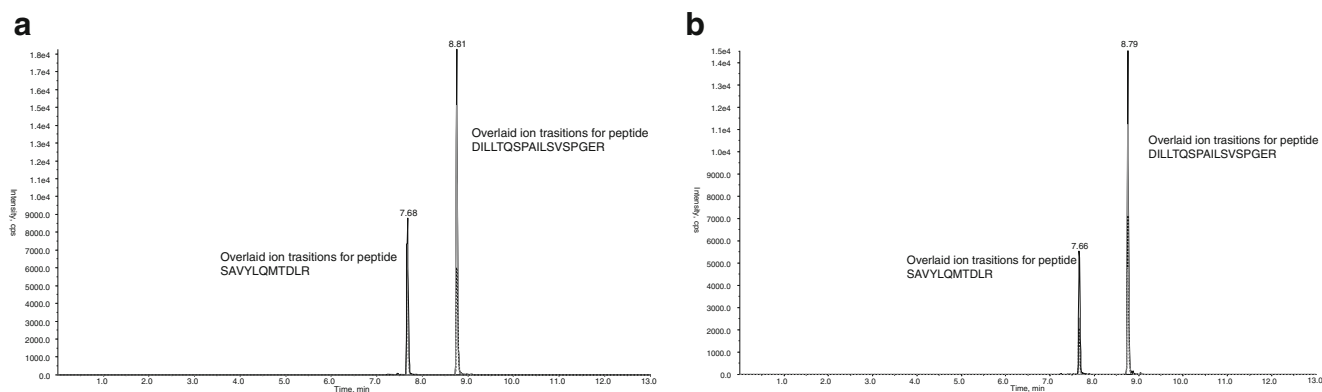 a
1.8e4
1.7e4
1.6e4
1.5e4
1.4e4
1.3e4
1.2e4
1.1e4
1.0e4
9000.0
8000.0
7000.0
6000.0
5000.0
4000.0
3000.0
2000.0
1000.0
0.0
Intensity, cps
8.81
Overlaid ion trasitions for peptide
DILLTQSPAILSVSPGER
7.68
Overlaid ion trasitions for peptide
SAVYLQMTDLR
1.0 2.0 3.0 4.0 5.0 6.0 7.0 8.0 9.0 10.0 11.0 12.0 13.0
Time, min
b
1.5e4
1.4e4
1.3e4
1.2e4
1.1e4
1.0e4
9000.0
8000.0
7000.0
6000.0
5000.0
4000.0
3000.0
2000.0
1000.0
0.0
Intensity, cps
8.79
Overlaid ion trasitions for peptide
DILLTQSPAILSVSPGER
7.66
Overlaid ion trasitions for peptide
SAVYLQMTDLR
1.0 2.0 3.0 4.0 5.0 6.0 7.0 8.0 9.0 10.0 11.0 12.0 13.0
Time, min